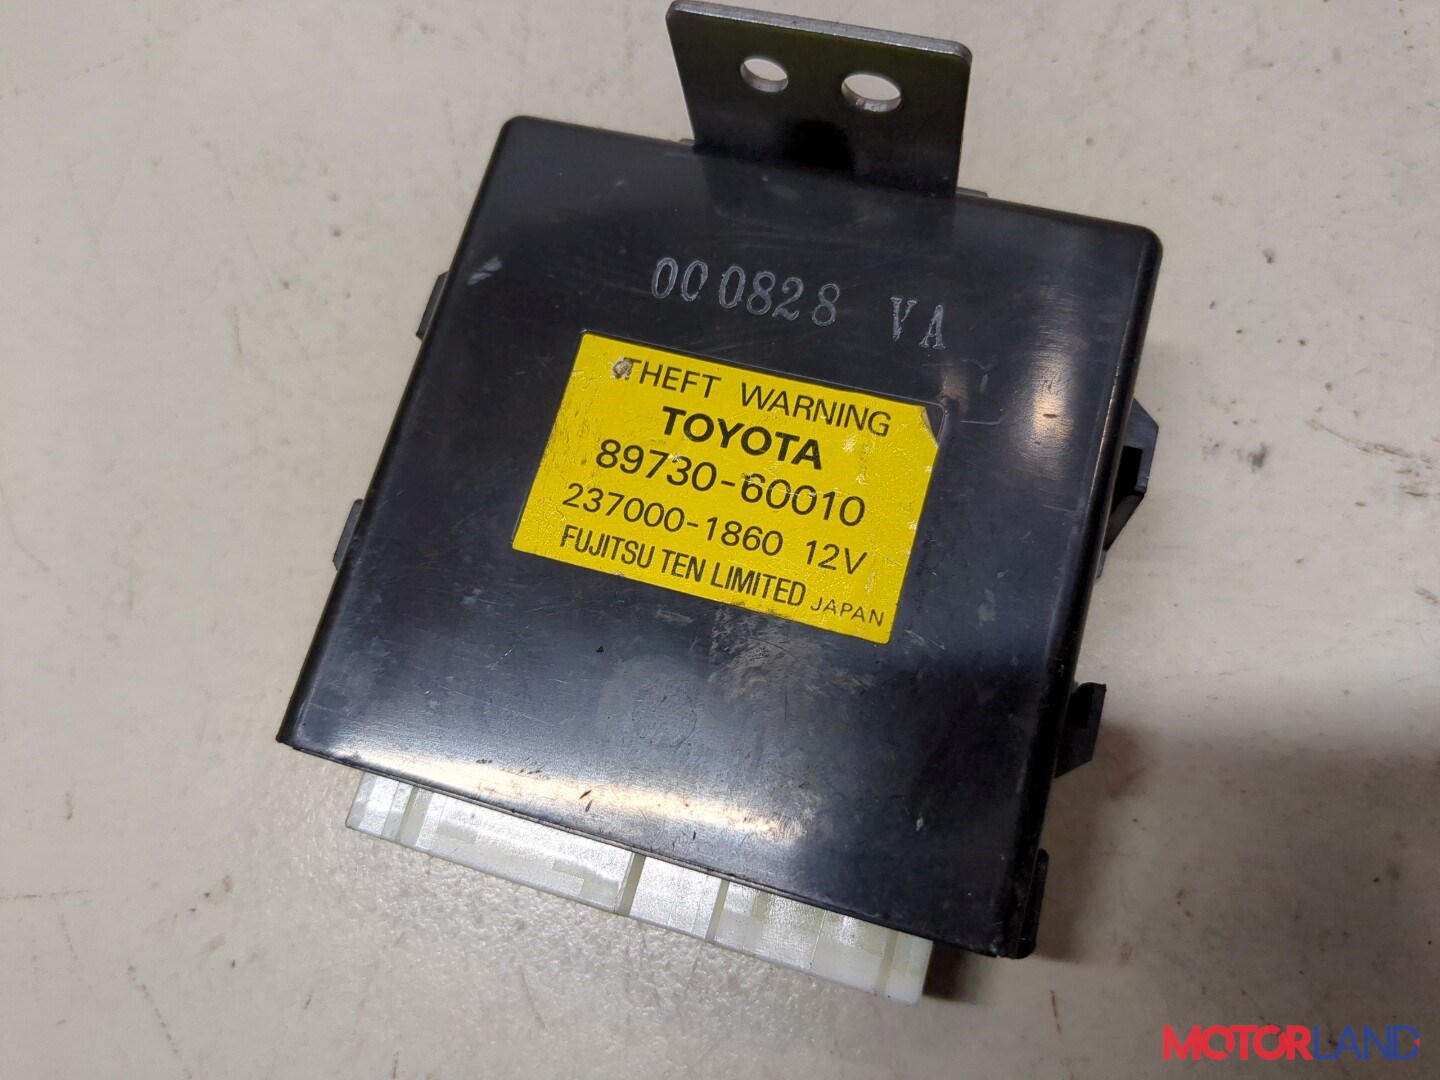 000828 VA
THEFT WARNING
TOYOTA
89730-60010
237000-1860 12V
FUJITSU TEN LIMITED JAPAN
MOTORLAND